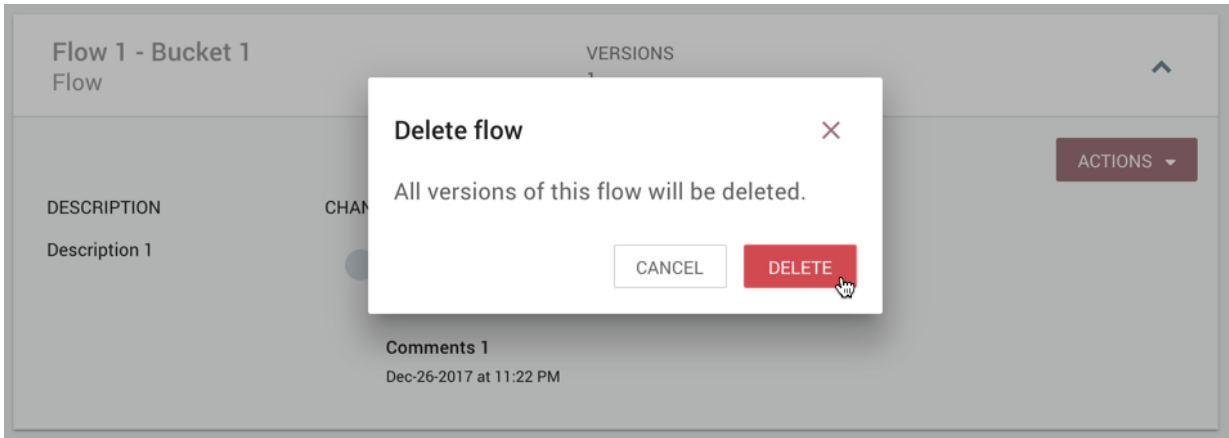 Flow 1 - Bucket 1
Flow
VERSIONS
Delete flow
All versions of this flow will be deleted.
CANCEL
DELETE
ACTIONS
DESCRIPTION
CHAN
Description 1
Comments 1
Dec-26-2017 at 11:22 PM